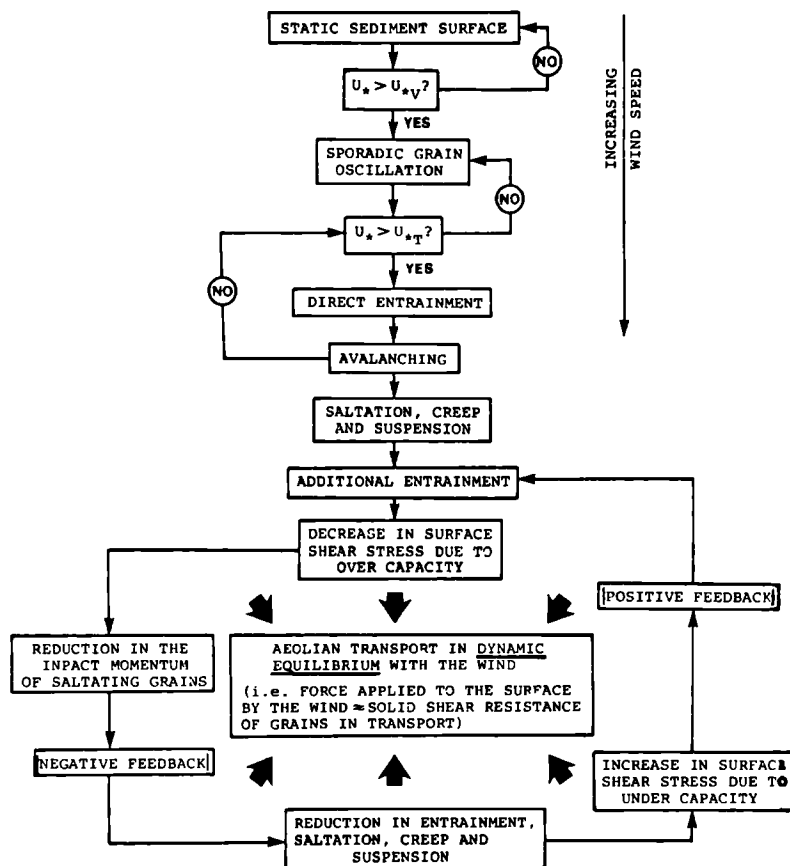 STATIC SEDIMENT SURFACE
NO
U* > U*V?
YES
INCREASING
WIND SPEED
SPORADIC GRAIN
OSCILLATION
NO
U* > U*T?
YES
NO
DIRECT ENTRAINMENT
AVALANCHING
SALTATION, CREEP
AND SUSPENSION
ADDITIONAL ENTRAINMENT
DECREASE IN SURFACE
SHEAR STRESS DUE TO
OVER CAPACITY
POSITIVE FEEDBACK
REDUCTION IN THE
INPACT MOMENTUM
OF SALTATING GRAINS
AEOLIAN TRANSPORT IN DYNAMIC
EQUILIBRIUM WITH THE WIND
(i.e. FORCE APPLIED TO THE SURFACE
BY THE WIND ≈ SOLID SHEAR RESISTANCE
OF GRAINS IN TRANSPORT)
NEGATIVE FEEDBACK
INCREASE IN SURFACE
SHEAR STRESS DUE TO
UNDER CAPACITY
REDUCTION IN ENTRAINMENT,
SALTATION, CREEP AND
SUSPENSION